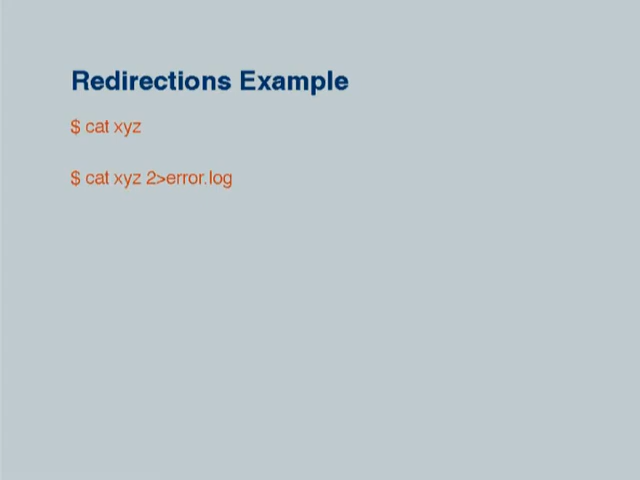 Redirections Example
$ cat xyz
$ cat xyz 2>error.log